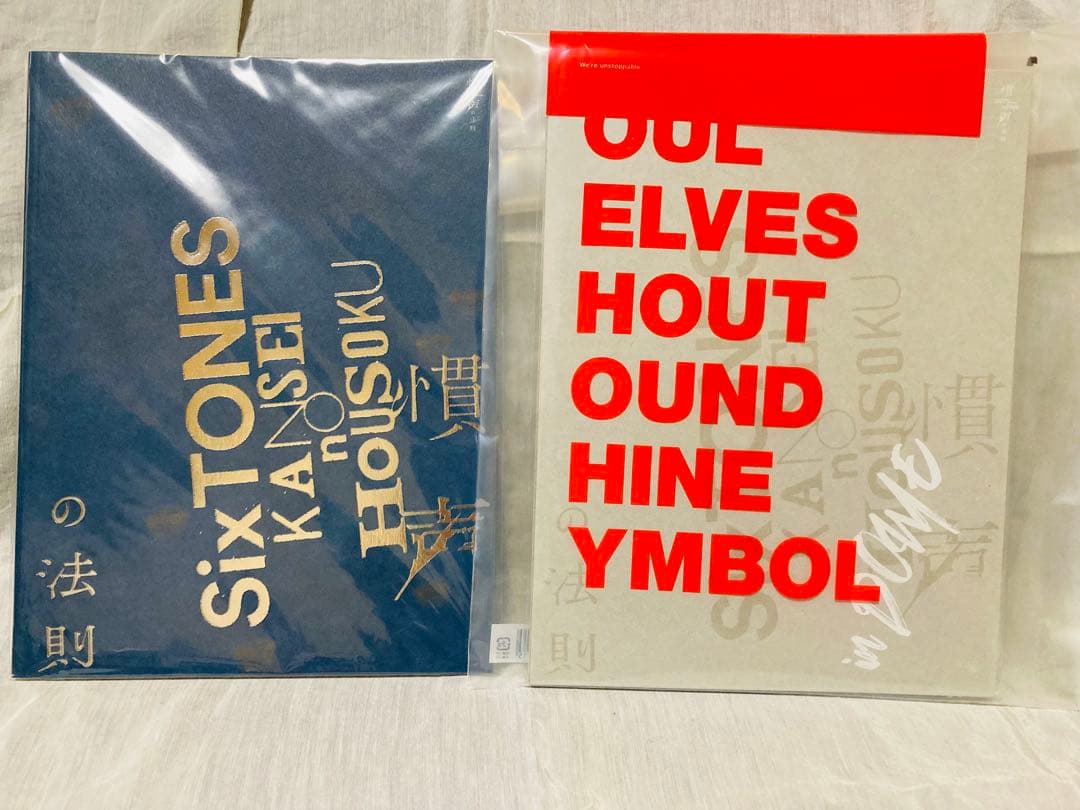 SixTONES
KANSEI
no
HOUSOKU
慣声
の法則
We're unstoppable
OUL
ELVES
HOUT
OUND
HINE
YMBOL
SixTONES
KANSEI
no
HOUSOKU
慣声
の法則
in DOME